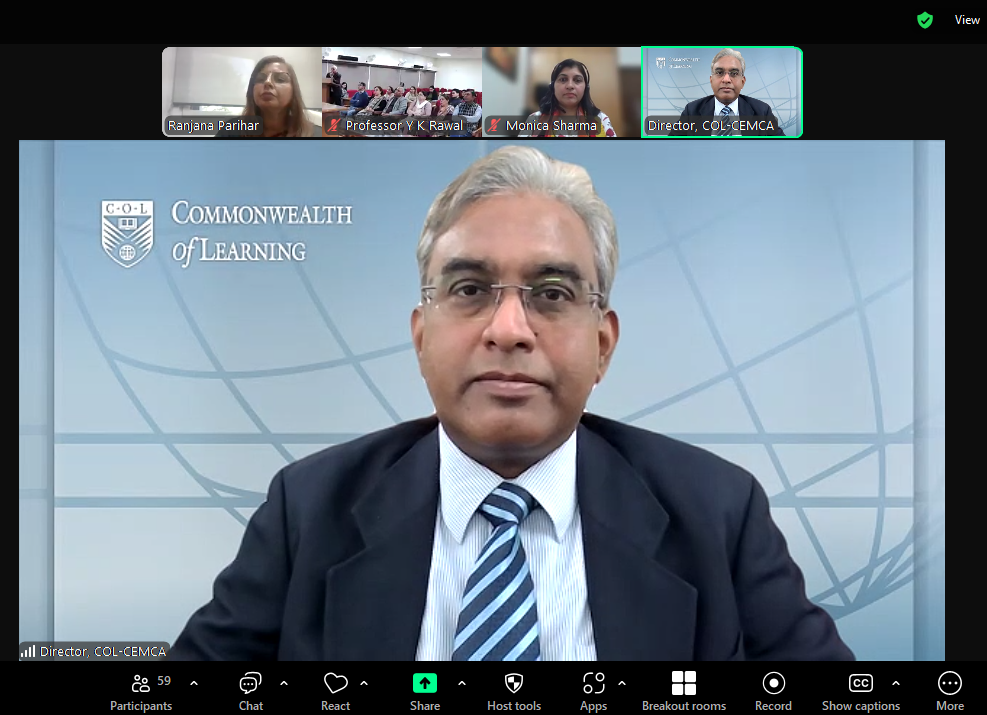 View
Ranjana Parihar
Professor Y K Rawal
Monica Sharma
Director, COL-CEMCA
C·O·L
COMMONWEALTH
of LEARNING
Director, COL-CEMCA
59
Participants
Chat
React
Share
Host tools
Apps
Breakout rooms
Record
CC
Show captions
More